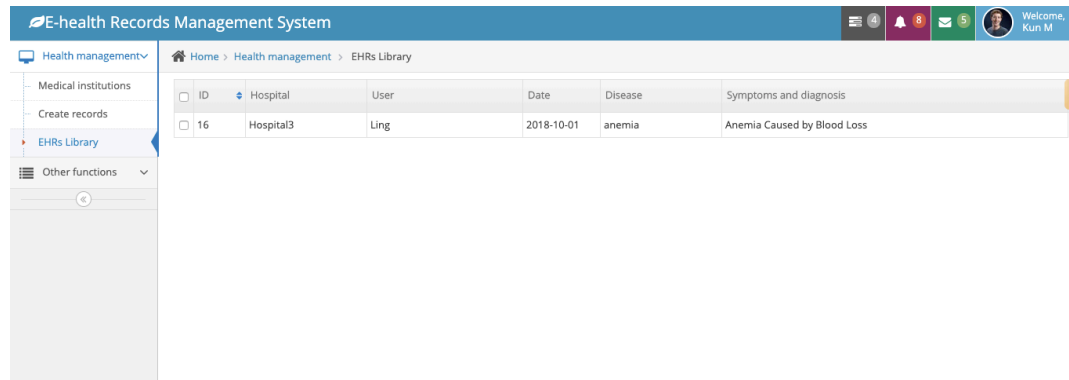 E-health Records Management System
4
8
5
Welcome,
Kun M
Health management
Medical institutions
Create records
EHRs Library
Other functions
Home > Health management > EHRs Library
ID Hospital User Date Disease Symptoms and diagnosis
16 Hospital3 Ling 2018-10-01 anemia Anemia Caused by Blood Loss